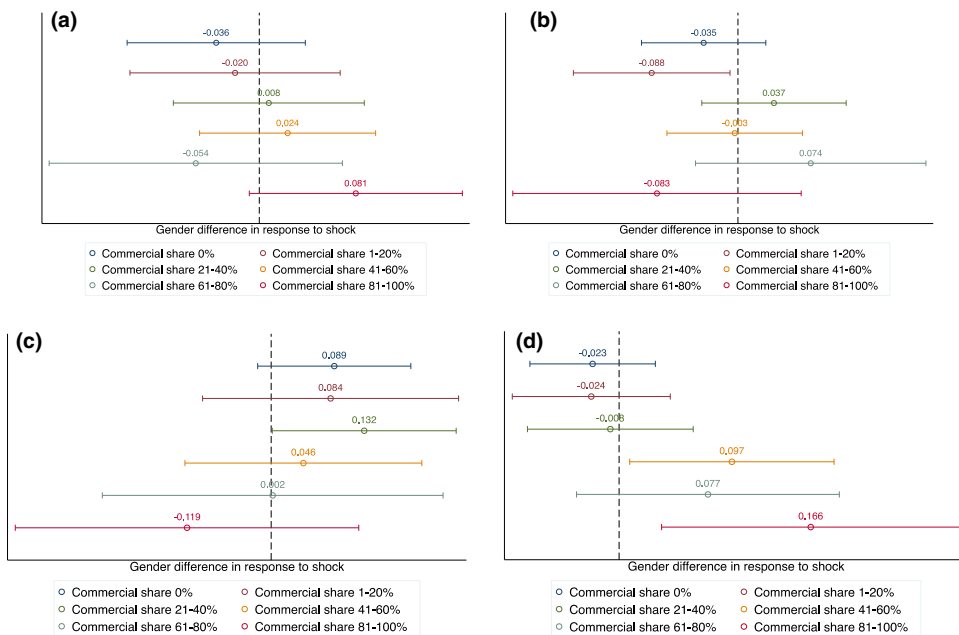 (a)
-0.036
-0.020
0.008
0.024
-0.054
0.081
Gender difference in response to shock
Commercial share 0% Commercial share 1-20%
Commercial share 21-40% Commercial share 41-60%
Commercial share 61-80% Commercial share 81-100%
(b)
-0.035
-0.088
0.037
-0.003
0.074
-0.083
Gender difference in response to shock
Commercial share 0% Commercial share 1-20%
Commercial share 21-40% Commercial share 41-60%
Commercial share 61-80% Commercial share 81-100%
(c)
0.089
0.084
0.132
0.046
0.002
-0.119
Gender difference in response to shock
Commercial share 0% Commercial share 1-20%
Commercial share 21-40% Commercial share 41-60%
Commercial share 61-80% Commercial share 81-100%
(d)
-0.023
-0.024
-0.008
0.097
0.077
0.166
Gender difference in response to shock
Commercial share 0% Commercial share 1-20%
Commercial share 21-40% Commercial share 41-60%
Commercial share 61-80% Commercial share 81-100%